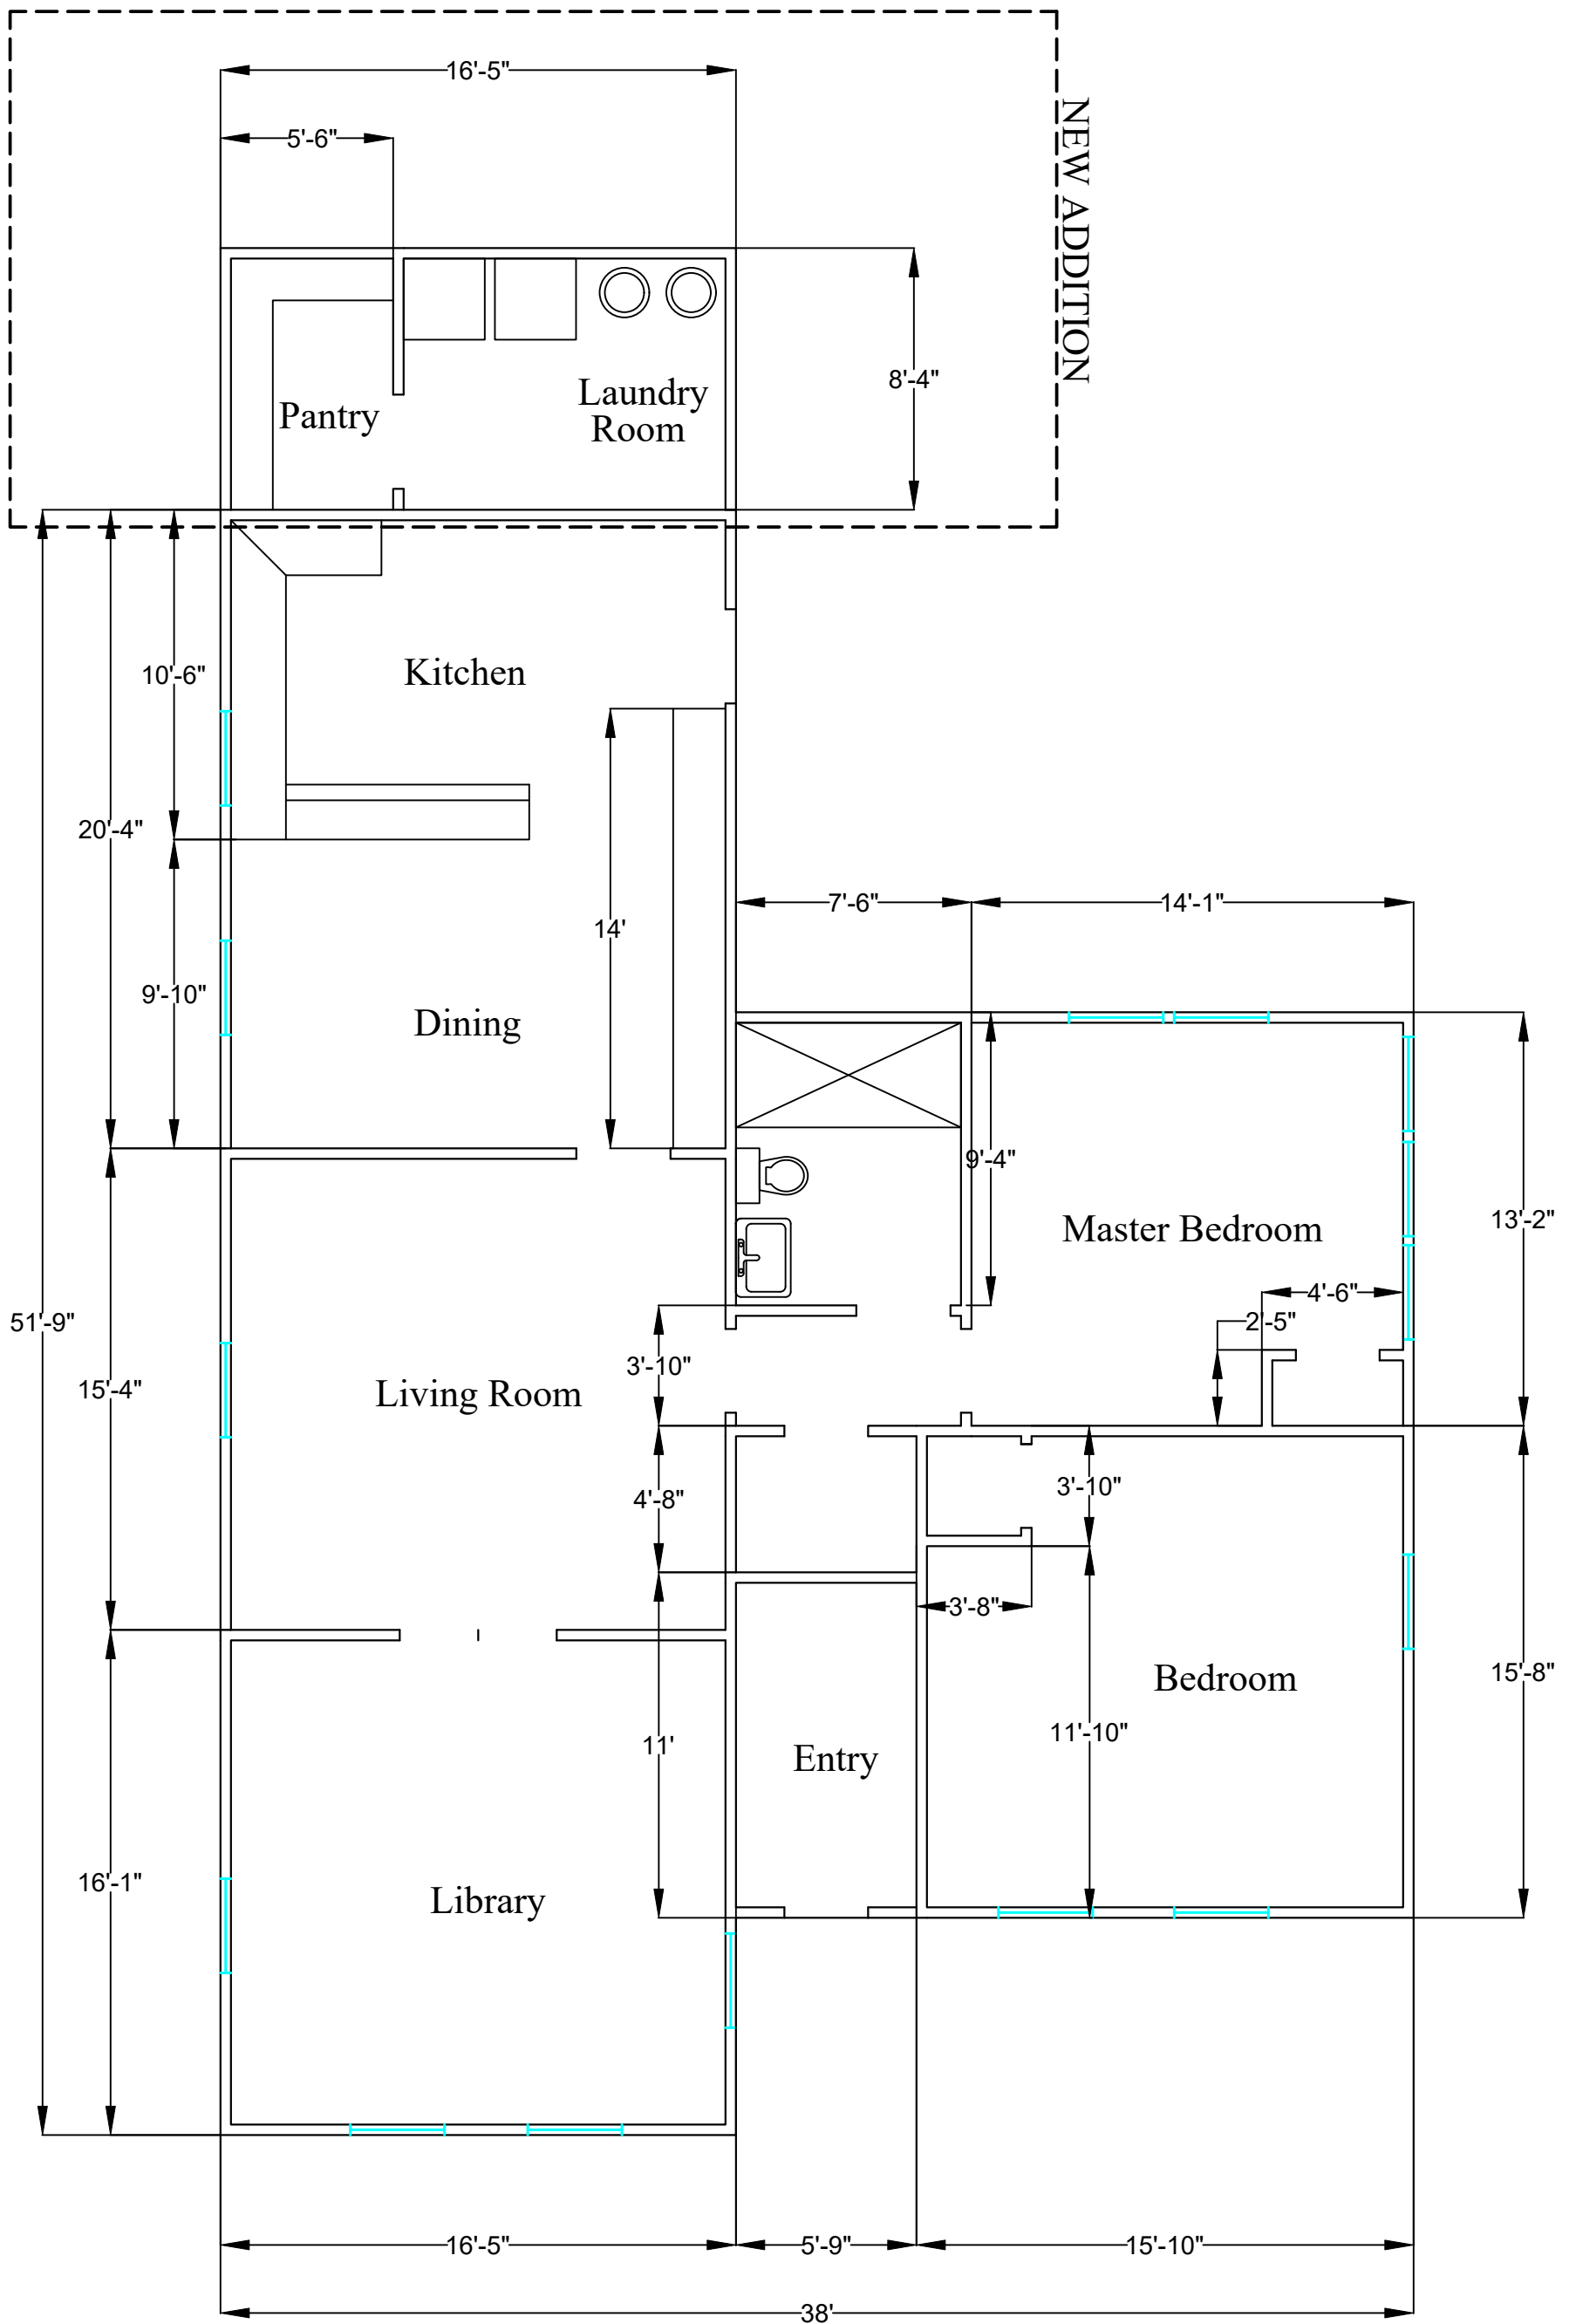 16'-5"
5'-6"
NEW ADDITION
8'-4"
Laundry
Room
Pantry
10'-6"
Kitchen
20'-4"
14'
7'-6"
14'-1"
9'-10"
Dining
9'-4"
13'-2"
Master Bedroom
4'-6"
2'-5"
51'-9"
3'-10"
15'-4"
Living Room
3'-10"
4'-8"
3'-8"
15'-8"
Bedroom
11'-10"
11'
Entry
16'-1"
Library
16'-5"
5'-9"
15'-10"
38'